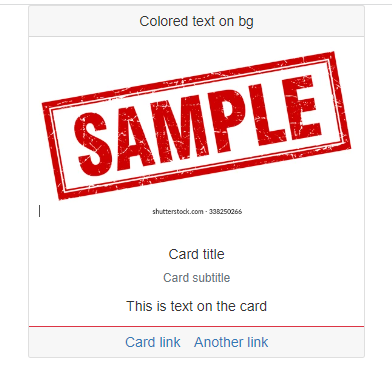 Colored text on bg
SAMPLE
shutterstock.com - 338250266
Card title
Card subtitle
This is text on the card
Card link Another link